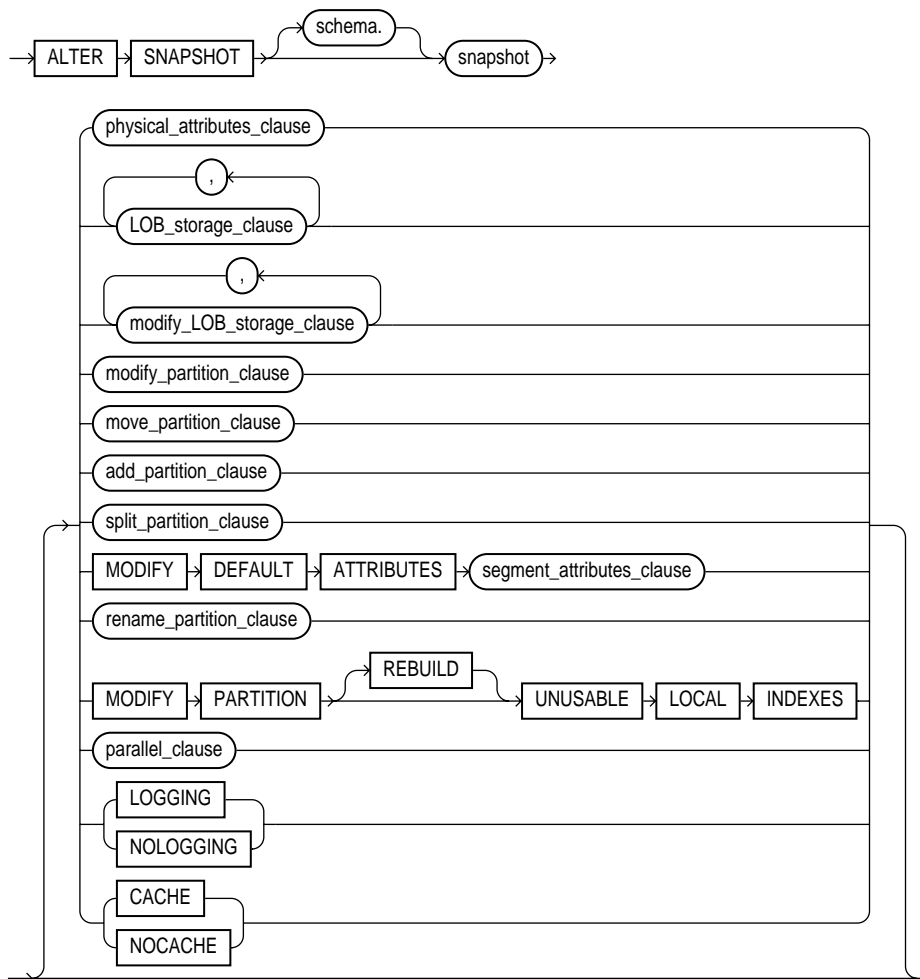 schema.
ALTER SNAPSHOT snapshot
physical_attributes_clause
,
LOB_storage_clause
,
modify_LOB_storage_clause
modify_partition_clause
move_partition_clause
add_partition_clause
split_partition_clause
MODIFY DEFAULT ATTRIBUTES segment_attributes_clause
rename_partition_clause
REBUILD
MODIFY PARTITION UNUSABLE LOCAL INDEXES
parallel_clause
LOGGING
NOLOGGING
CACHE
NOCACHE